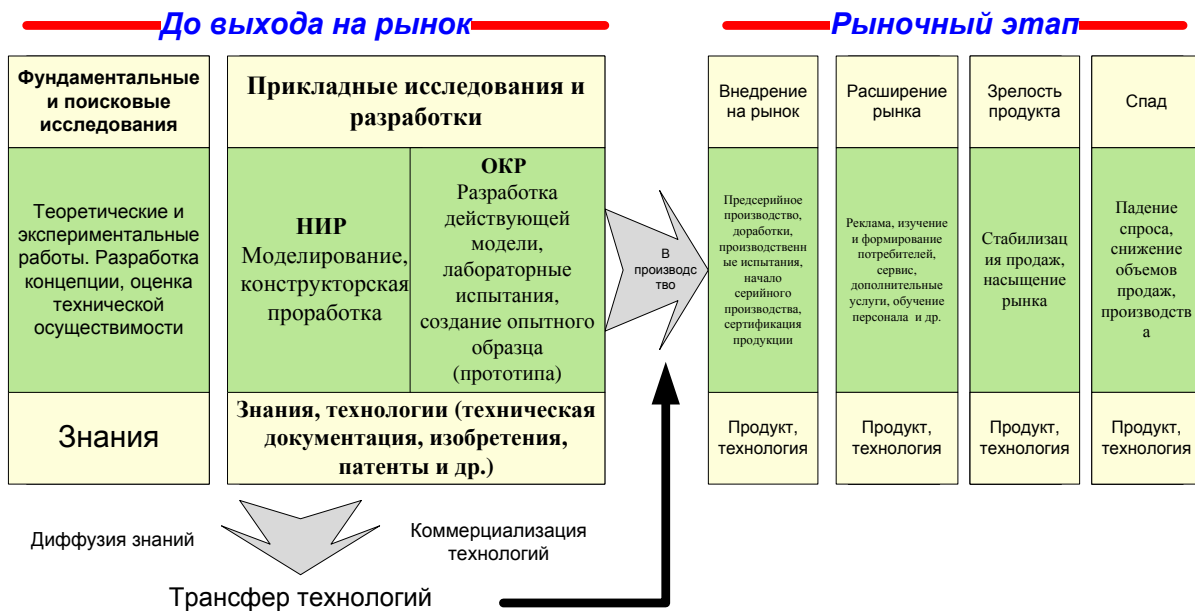 До выхода на рынок
Рыночный этап
Фундаментальные
и поисковые
исследования
Теоретические и
экспериментальные
работы. Разработка
концепции, оценка
технической
осуществимости
Знания
Прикладные исследования и
разработки
НИР
Моделирование,
конструкторская
проработка
ОКР
Разработка
действующей
модели,
лабораторные
испытания,
создание опытного
образца
(прототипа)
Знания, технологии (техническая
документация, изобретения,
патенты и др.)
В
производс
тво
Внедрение
на рынок
Предсерийное
производство,
доработки,
производственн
ые испытания,
начало
серийного
производства,
сертификация
продукции
Продукт,
технология
Расширение
рынка
Реклама, изучение
и формирование
потребителей,
сервис,
дополнительные
услуги, обучение
персонала и др.
Продукт,
технология
Зрелость
продукта
Стабилизац
ия продаж,
насыщение
рынка
Продукт,
технология
Спад
Падение
спроса,
снижение
объемов
продаж,
производств
а
Продукт,
технология
Диффузия знаний
Коммерциализация
технологий
Трансфер технологий